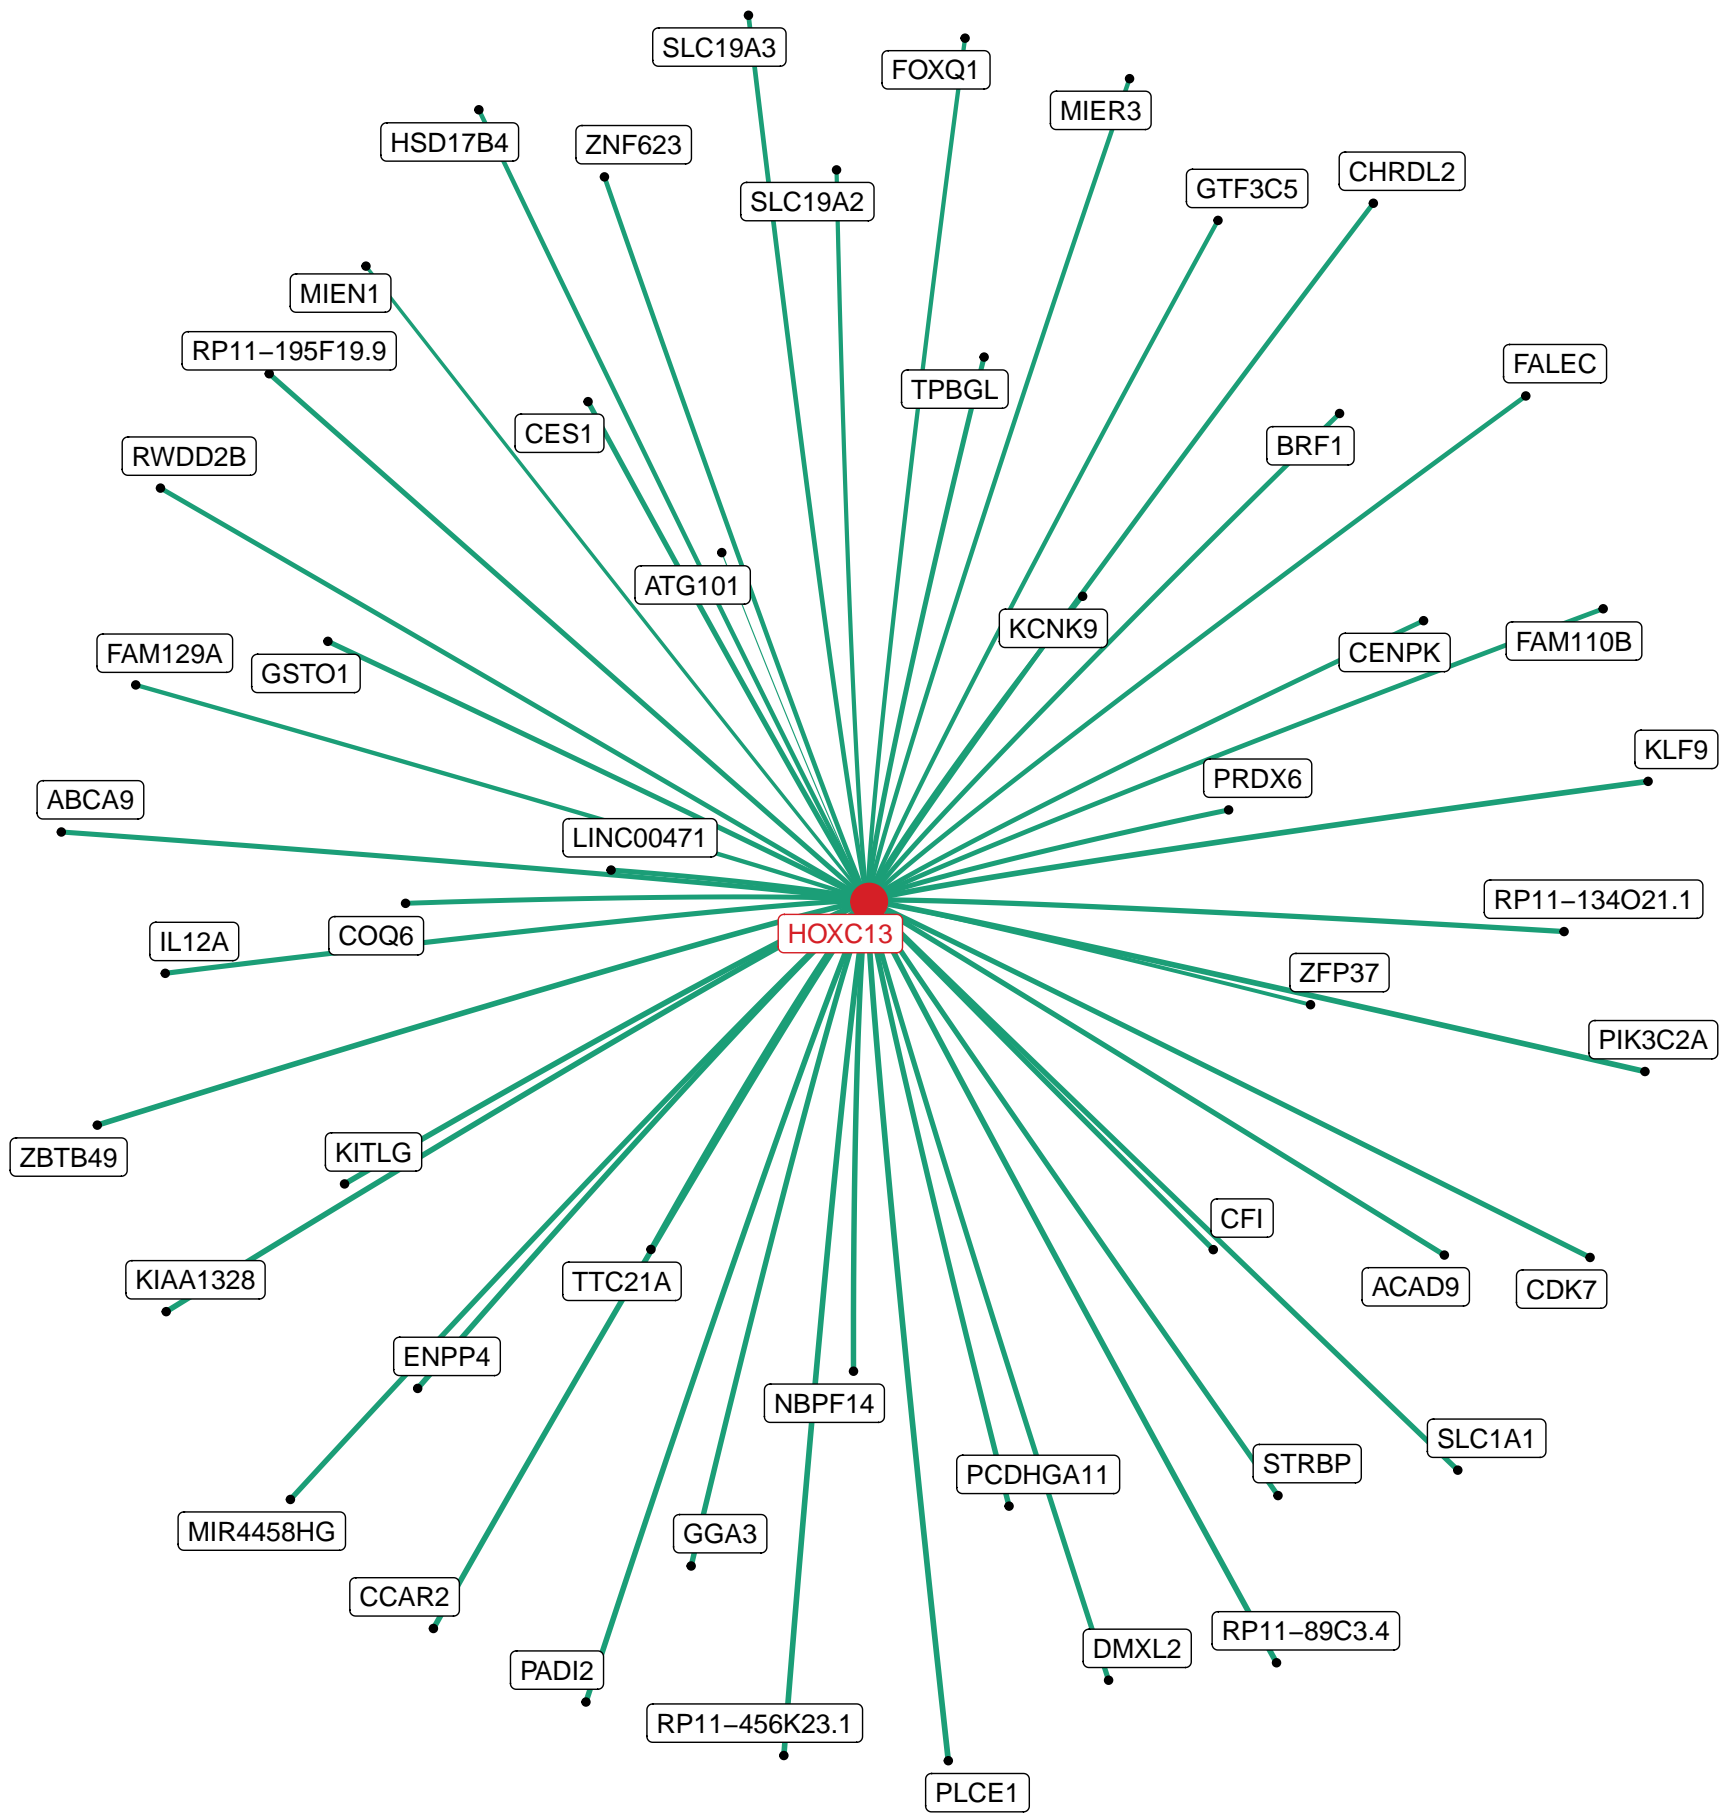 SLC19A3
FOXQ1
MIER3
HSD17B4
ZNF623
CHRDL2
GTF3C5
SLC19A2
MIEN1
RP11−195F19.9
FALEC
TPBGL
CES1
BRF1
RWDD2B
ATG101
KCNK9
FAM110B
FAM129A
CENPK
GSTO1
KLF9
PRDX6
ABCA9
LINC00471
RP11−134O21.1
HOXC13
COQ6
IL12A
ZFP37
PIK3C2A
KITLG
ZBTB49
CFI
KIAA1328
TTC21A
ACAD9
CDK7
ENPP4
NBPF14
SLC1A1
STRBP
PCDHGA11
MIR4458HG
GGA3
CCAR2
RP11−89C3.4
DMXL2
PADI2
RP11−456K23.1
PLCE1